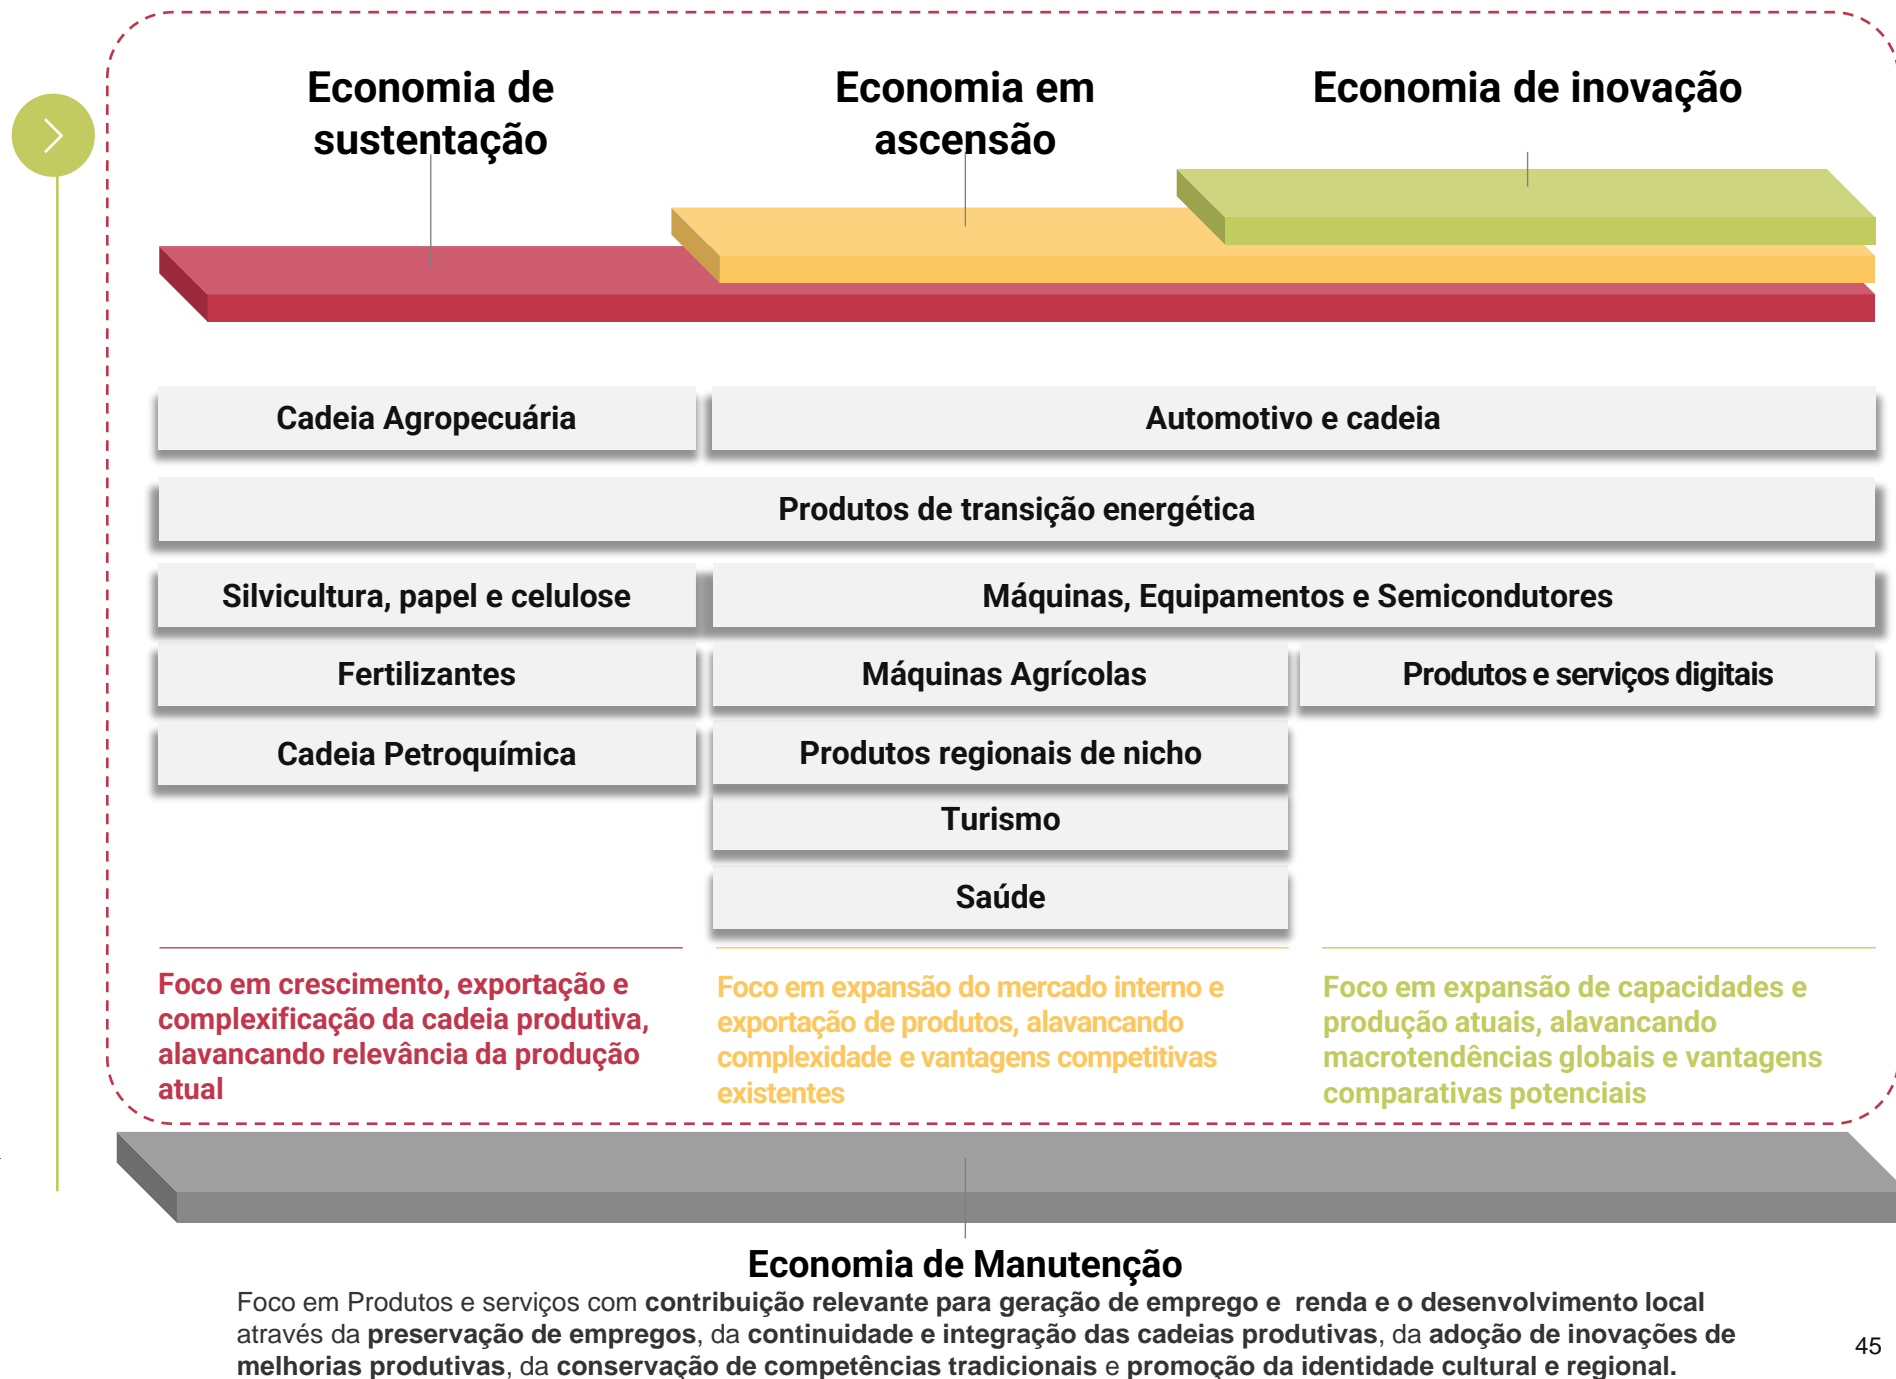 Economia de
sustentação
Economia em
ascensão
Economia de inovação
Cadeia Agropecuária
Automotivo e cadeia
Produtos de transição energética
Silvicultura, papel e celulose
Máquinas, Equipamentos e Semicondutores
Fertilizantes
Máquinas Agrícolas
Produtos e serviços digitais
Cadeia Petroquímica
Produtos regionais de nicho
Turismo
Saúde
Foco em crescimento, exportação e
complexificação da cadeia produtiva,
alavancando relevância da produção
atual
Foco em expansão do mercado interno e
exportação de produtos, alavancando
complexidade e vantagens competitivas
existentes
Foco em expansão de capacidades e
produção atuais, alavancando
macrotendências globais e vantagens
comparativas potenciais
Economia de Manutenção
Foco em Produtos e serviços com contribuição relevante para geração de emprego e renda e o desenvolvimento local
através da preservação de empregos, da continuidade e integração das cadeias produtivas, da adoção de inovações de
melhorias produtivas, da conservação de competências tradicionais e promoção da identidade cultural e regional.
45